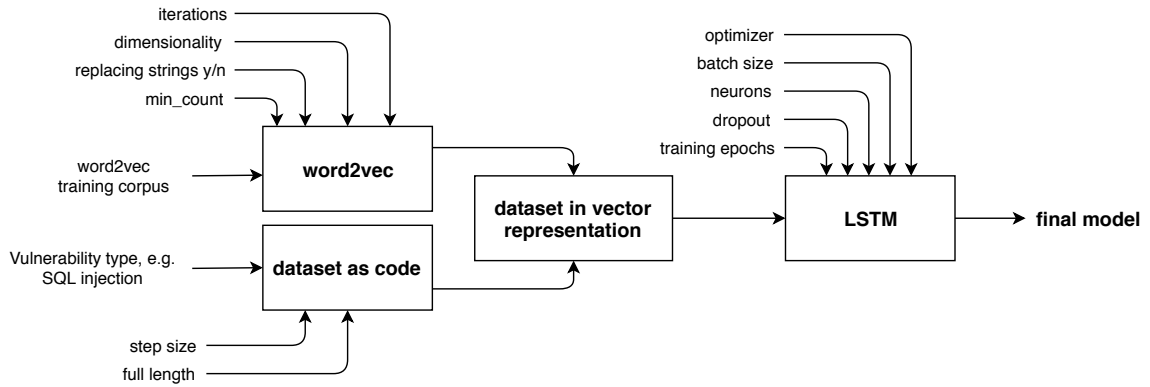 iterations
dimensionality
replacing strings y/n
min_count
word2vec
training corpus
word2vec
Vulnerability type, e.g.
SQL injection
dataset as code
step size
full length
dataset in vector
representation
optimizer
batch size
neurons
dropout
training epochs
LSTM
final model